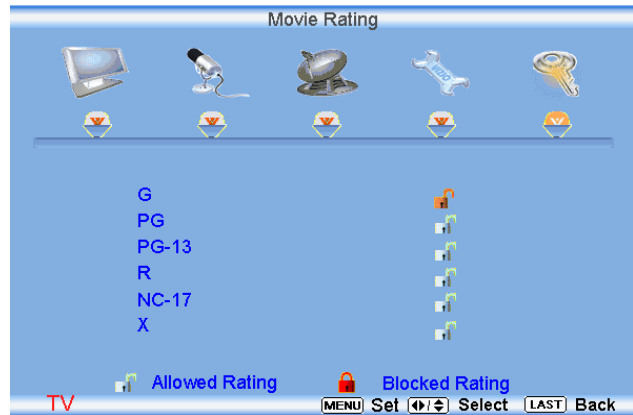 Movie Rating
G
PG
PG-13
R
NC-17
X
Allowed Rating Blocked Rating
TV MENU Set Select LAST Back